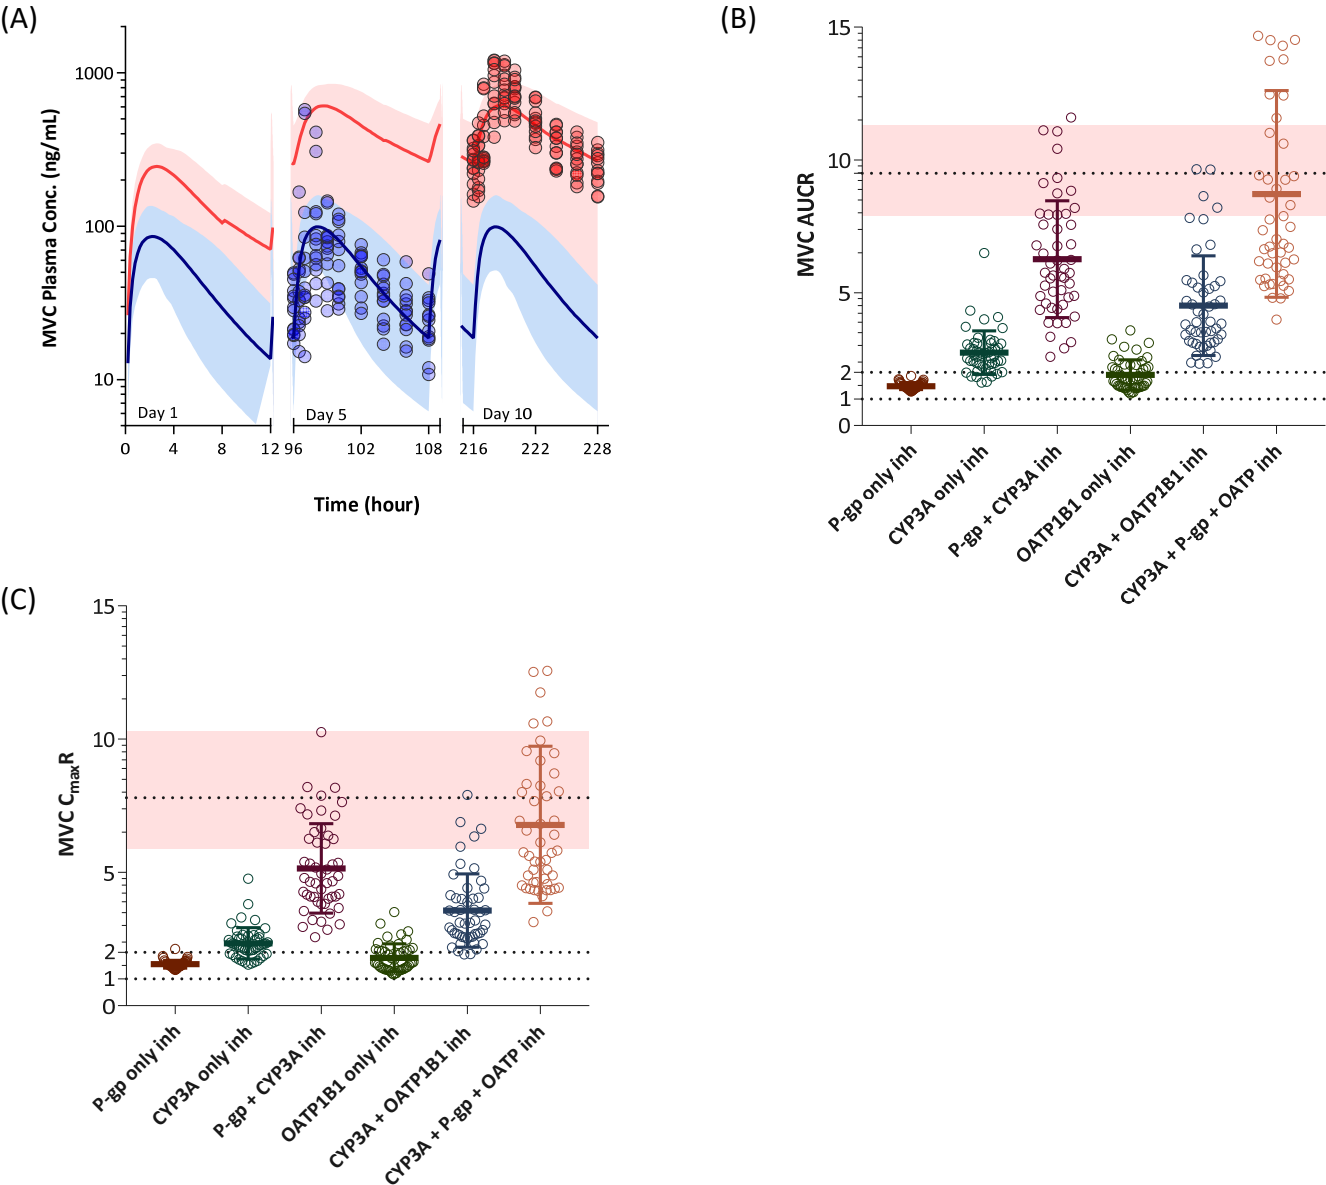 (A)
MVC Plasma Conc. (ng/mL)
1000
100
10
Day 1
Day 5
Day 10
0 4 8 12 96 102 108 216 222 228
Time (hour)
(B)
MVC AUCR
15
10
5
2
1
0
P-gp only inh
CYP3A only inh
P-gp + CYP3A inh
OATP1B1 only inh
CYP3A + OATP1B1 inh
CYP3A + P-gp + OATP inh
(C)
MVC CmaxR
15
10
5
2
1
0
P-gp only inh
CYP3A only inh
P-gp + CYP3A inh
OATP1B1 only inh
CYP3A + OATP1B1 inh
CYP3A + P-gp + OATP inh